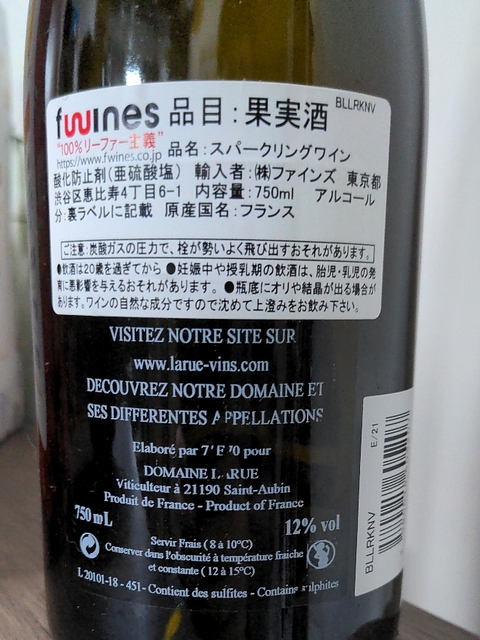 fwines 品目:果実酒
BLLRKNV
"100%リーファー主義"
https://www.fwines.co.jp 品名:スパークリングワイン
酸化防止剤(亜硫酸塩) 輸入者:㈱ファインズ 東京都
渋谷区恵比寿4丁目6-1 内容量:750ml アルコール
分:裏ラベルに記載 原産国名:フランス
ご注意:炭酸ガスの圧力で、栓が勢いよく飛び出すおそれがあります。
●飲酒は20歳を過ぎてから ●妊娠中や授乳期の飲酒は、胎児・乳児の発
育に悪影響を与えるおそれがあります。 ●瓶底にオリや結晶が出る場合が
あります。ワインの自然な成分ですので沈めて上澄みをお飲み下さい。
VISITEZ NOTRE SITE SUR
www.larue-vins.com
DECOUVREZ NOTRE DOMAINE ET
SES DIFFERENTES APPELLATIONS
Elaboré par pour
DOMAINE LARUE
Viticulteur à 21190 Saint-Aubin
Produit de France - Product of France
750 mL
12% vol
Servir Frais ( 8 à 10°C)
Conserver dans l'obscurité à température fraiche
et constante ( 12 à 15°C)
L 20101-18 - 451- Contient des sulfites - Contains sulphites
E/21
BLLRKNV